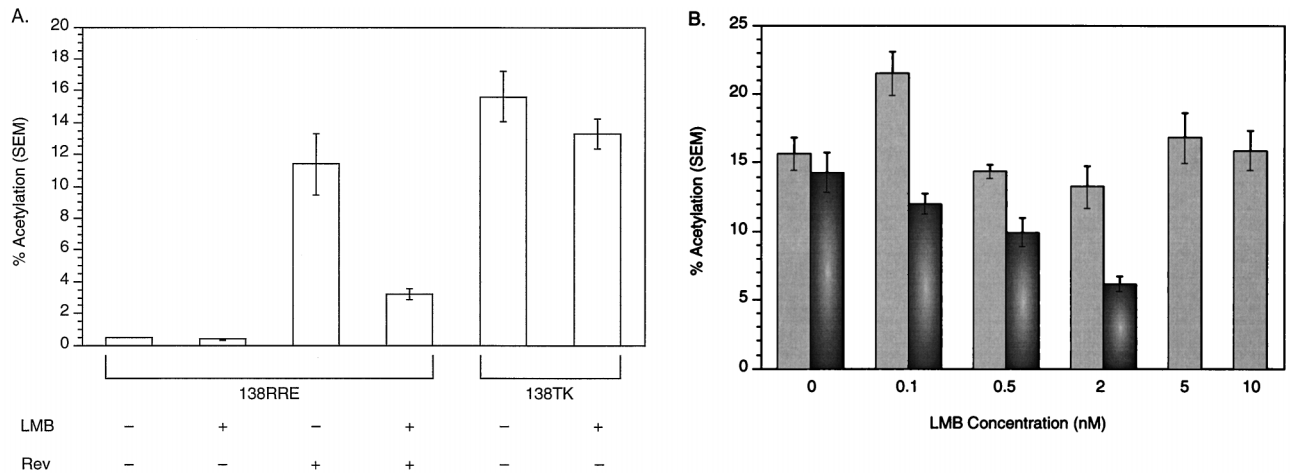 A.
% Acetylation (SEM)
20
18
16
14
12
10
8
6
4
2
0
138RRE 138TK
LMB − + − + − +
Rev − − + + − −
B.
% Acetylation (SEM)
25
20
15
10
5
0
0 0.1 0.5 2 5 10
LMB Concentration (nM)